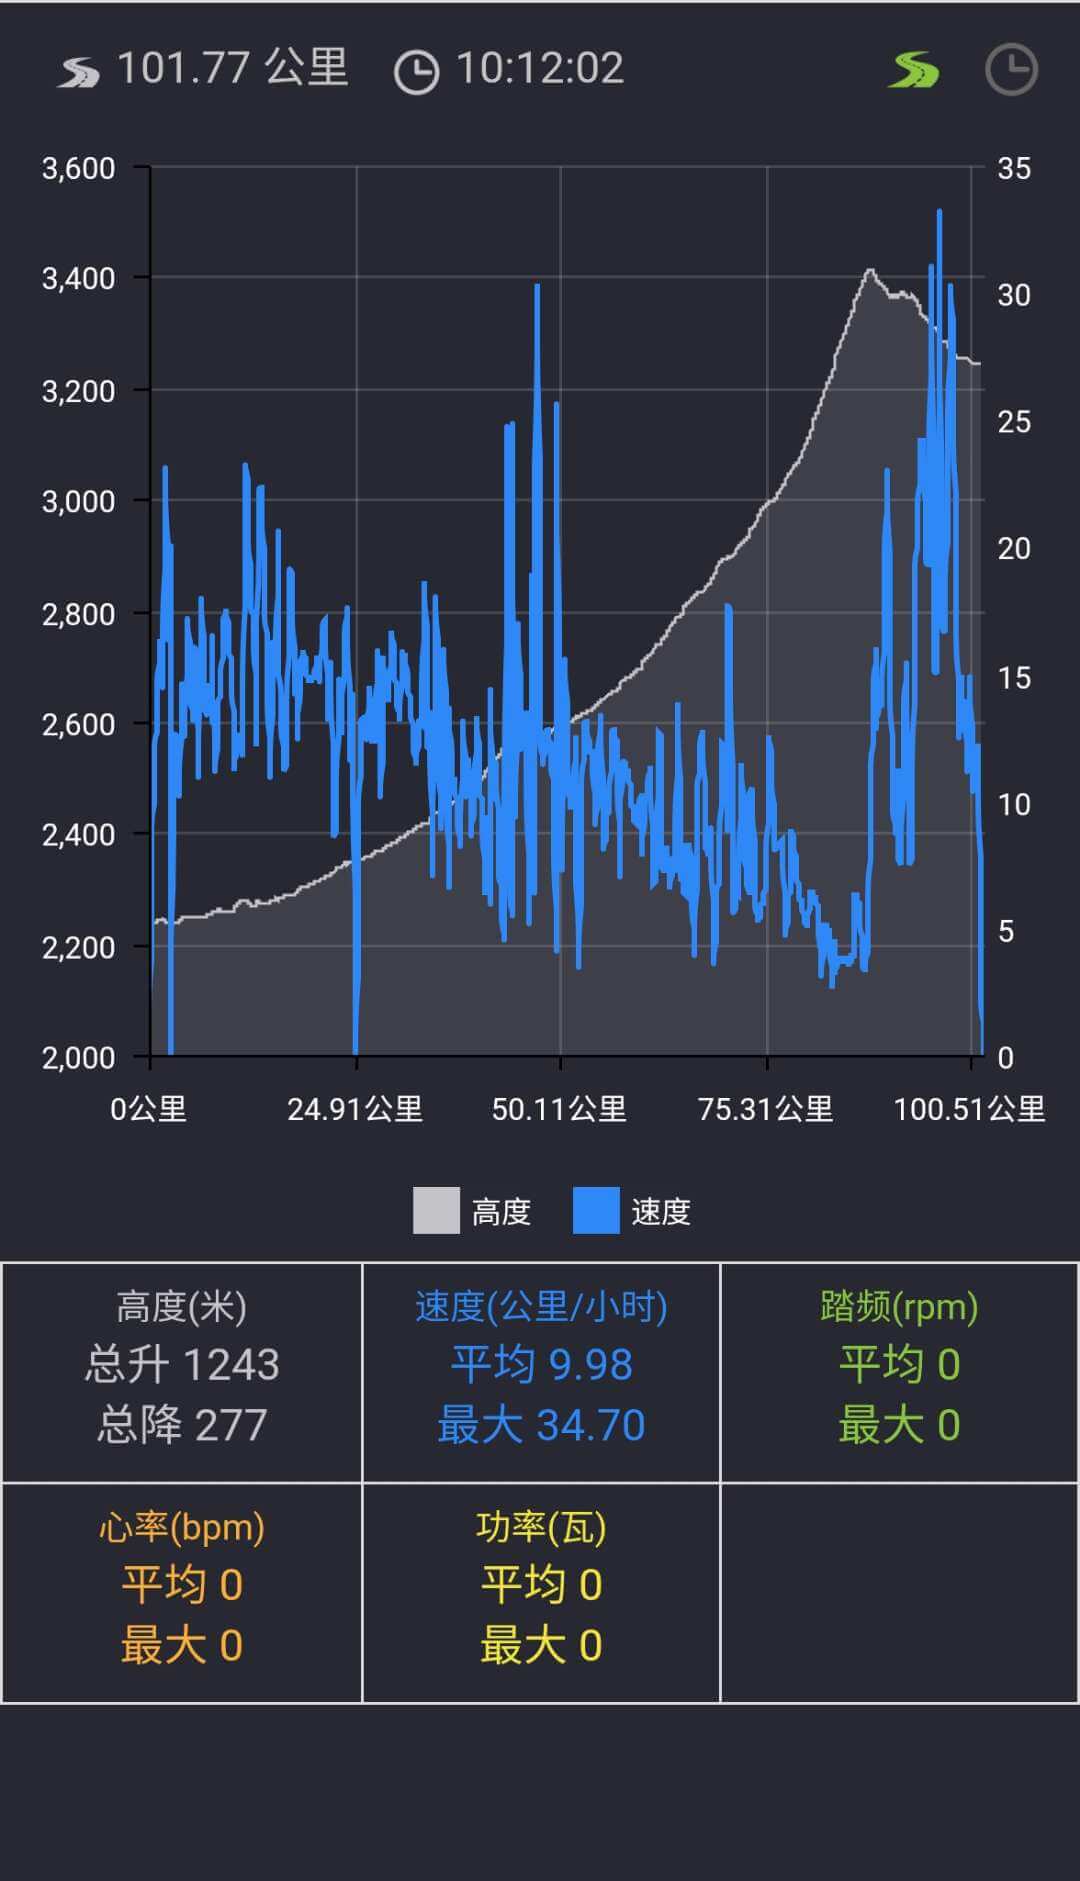 101.77 公里 10:12:02
3,600 35
3,400 30
3,200 25
3,000 20
2,800 15
2,600 10
2,400 5
2,200 0
2,000
0公里 24.91公里 50.11公里 75.31公里 100.51公里
高度 速度
高度(米)
总升 1243
总降 277
速度(公里/小时)
平均 9.98
最大 34.70
踏频(rpm)
平均 0
最大 0
心率(bpm)
平均 0
最大 0
功率(瓦)
平均 0
最大 0